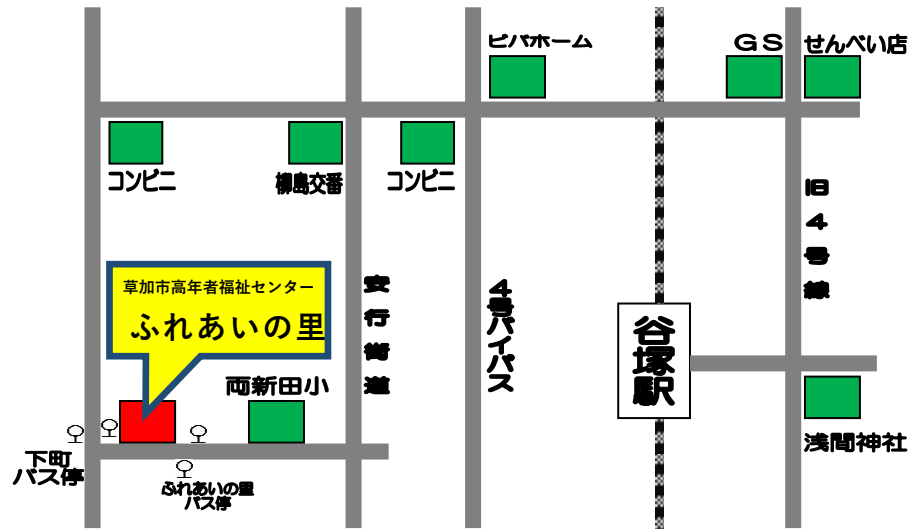 ビバホーム
GS
せんべい店
コンビニ
柳島交番
コンビニ
旧4号線
草加市高年者福祉センター
ふれあいの里
安行街道
4号バイパス
谷塚駅
両新田小
浅間神社
下町
バス停
ふれあいの里
バス停